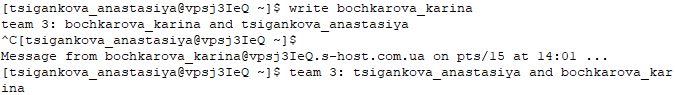 [tsigankova_anastasiya@vpsj3IeQ ~]$ write bochkarova_karina
team 3: bochkarova_karina and tsigankova_anastasiya
^C[tsigankova_anastasiya@vpsj3IeQ ~]$
Message from bochkarova_karina@vpsj3IeQ.s-host.com.ua on pts/15 at 14:01 ...
[tsigankova_anastasiya@vpsj3IeQ ~]$ team 3: tsigankova_anastasiya and bochkarova_kar
ina